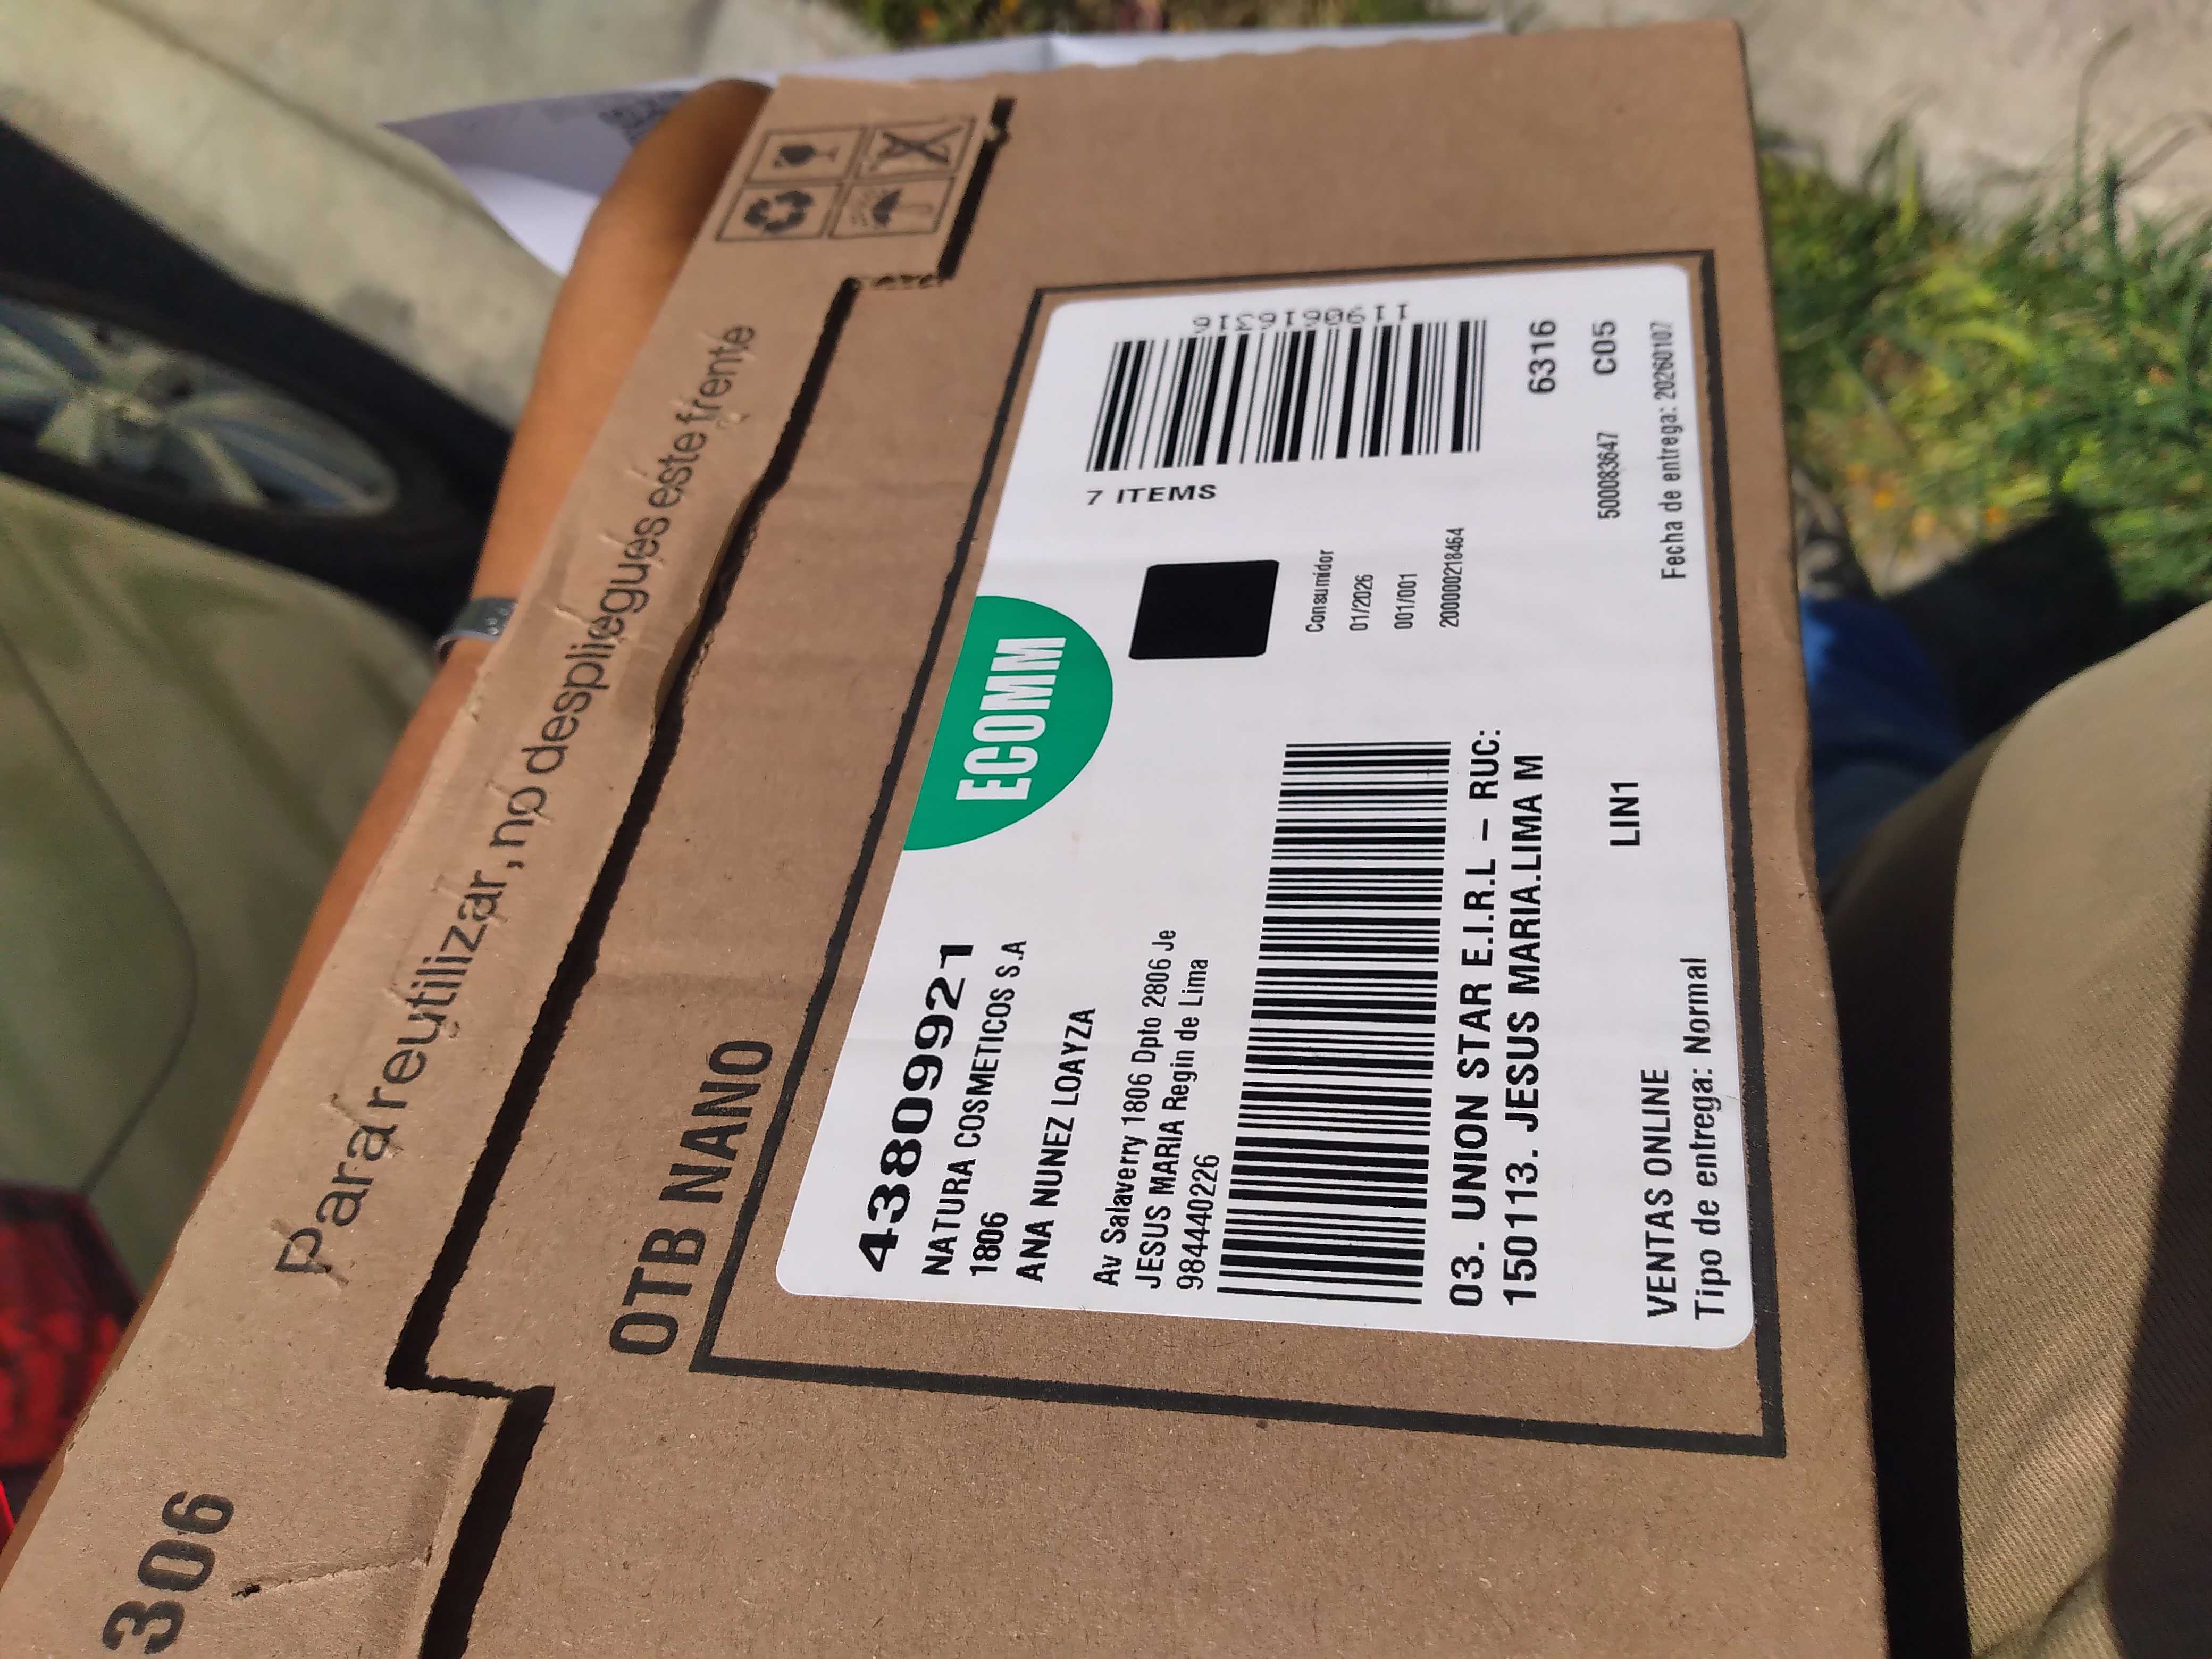 306
Para reutilizar, no despliegues este frente
OTB NANO
43809921
NATURA COSMETICOS S.A
1806
ANA NUNEZ LOAYZA
Av Salaverry 1806 Dpto 2806 Je
JESUS MARIA Regin de Lima
984440226
03. UNION STAR E.I.R.L - RUC:
150113. JESUS MARIA.LIMA M
LIN1
VENTAS ONLINE
Tipo de entrega: Normal
ECOMM
Consumidor
01/2026
001/001
200000218464
7 ITEMS
1190616316
6316
500083647 C05
Fecha de entrega: 20260107